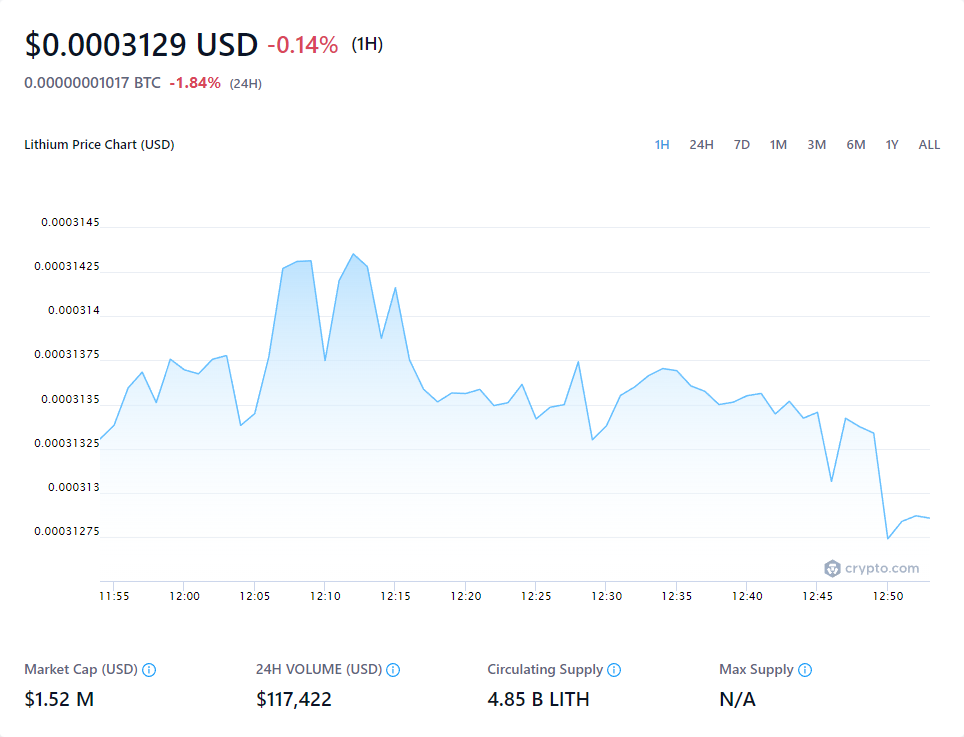 $0.0003129 USD -0.14% (1H)
0.00000001017 BTC -1.84% (24H)
Lithium Price Chart (USD) 1H 24H 7D 1M 3M 6M 1Y ALL
0.0003145
0.00031425
0.000314
0.00031375
0.0003135
0.00031325
0.000313
0.00031275
crypto.com
11:55 12:00 12:05 12:10 12:15 12:20 12:25 12:30 12:35 12:40 12:45 12:50
Market Cap (USD) 24H VOLUME (USD) Circulating Supply Max Supply
$1.52 M $117,422 4.85 B LITH N/A